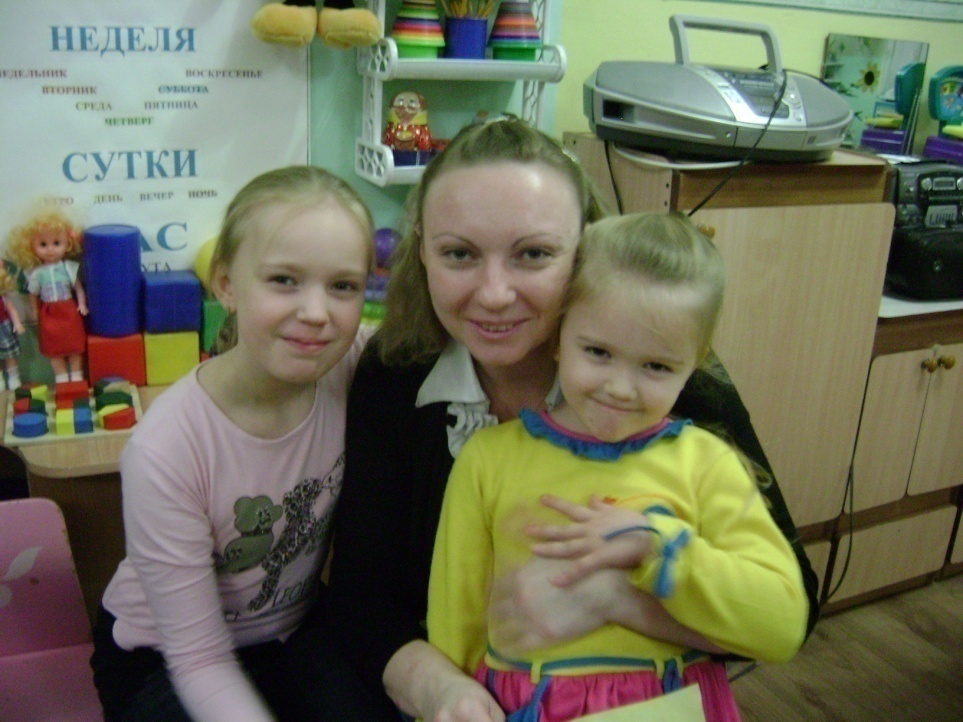 НЕДЕЛЯ
ВОСКРЕСЕНЬЕ
ВТОРНИК СУББОТА
СРЕДА ПЯТНИЦА
ЧЕТВЕРГ
СУТКИ
ДЕНЬ ВЕЧЕР НОЧЬ